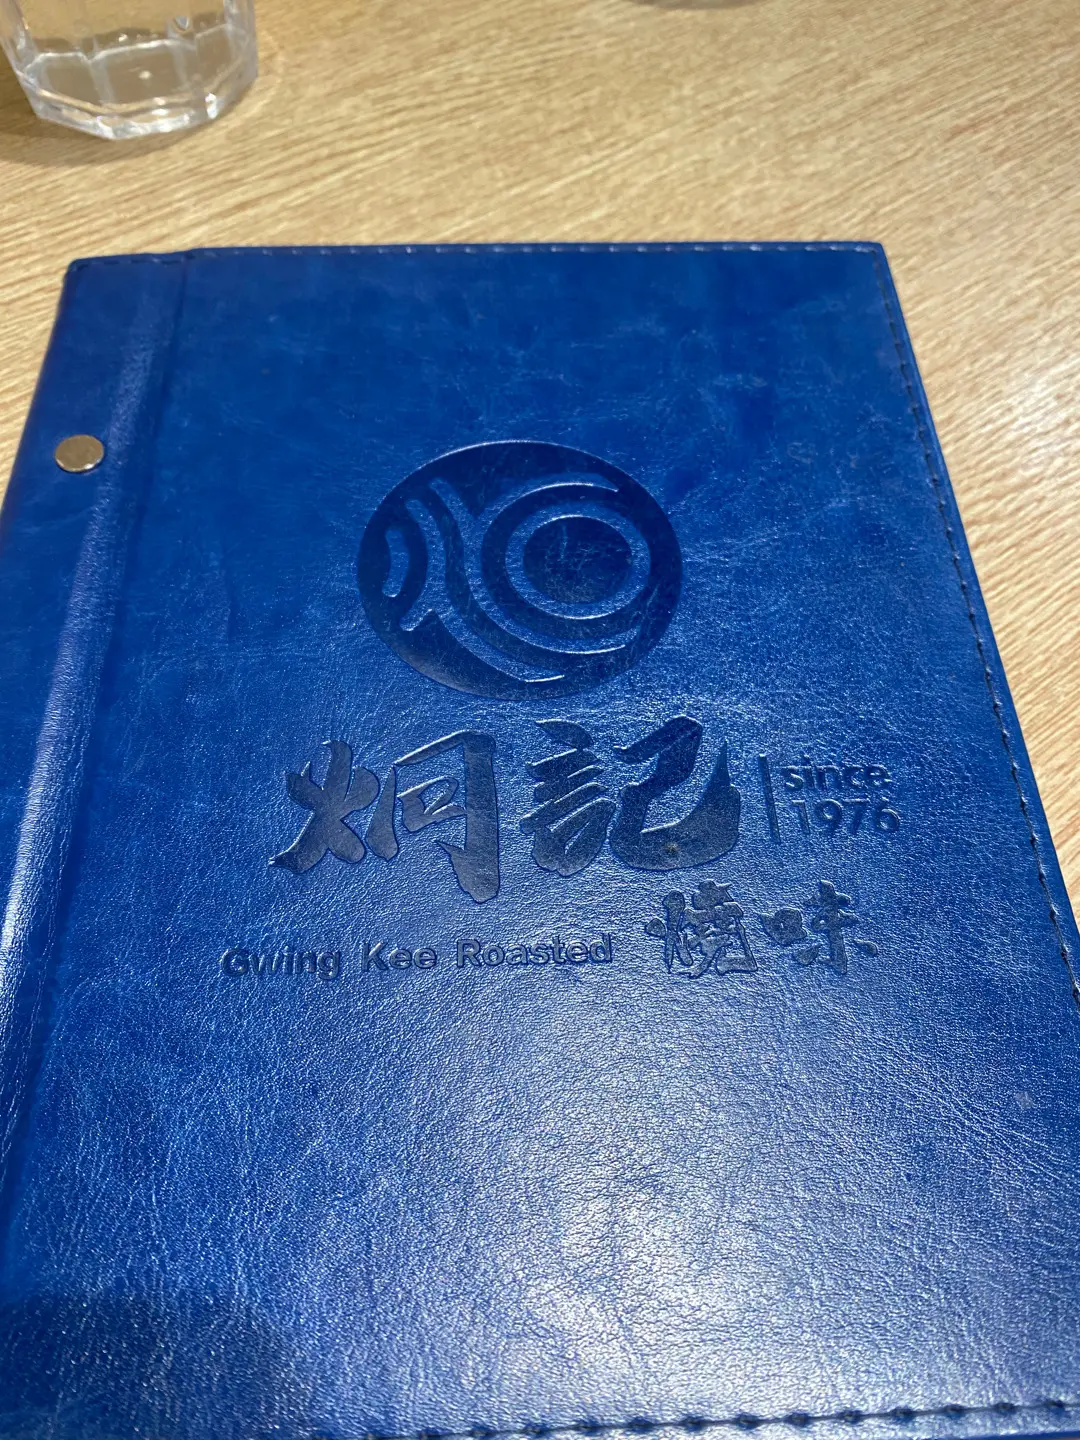 炯記
since
1976
Gwing Kee Roasted 燒味